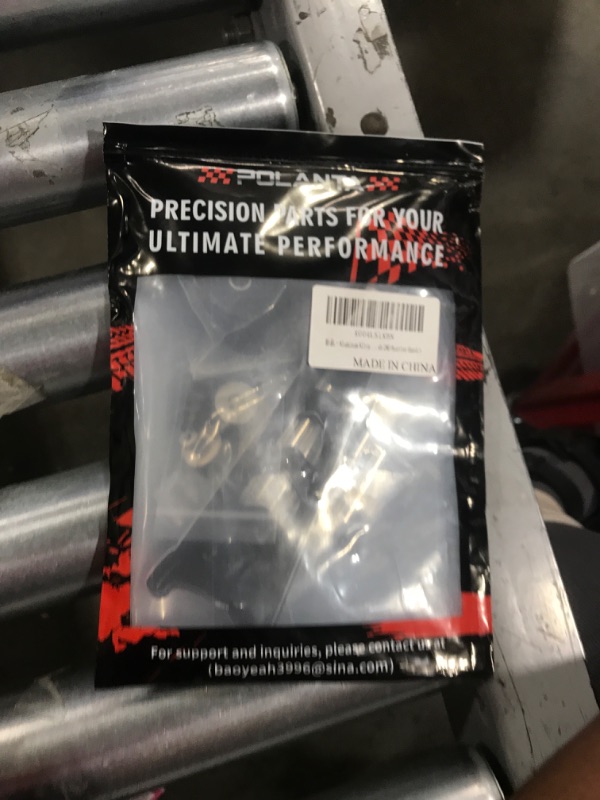 PRECISION PARTS FOR YOUR
ULTIMATE PERFORMANCE
MADE IN CHINA
For support and inquiries, please contact us at
(baoyeah3996@sina.com)